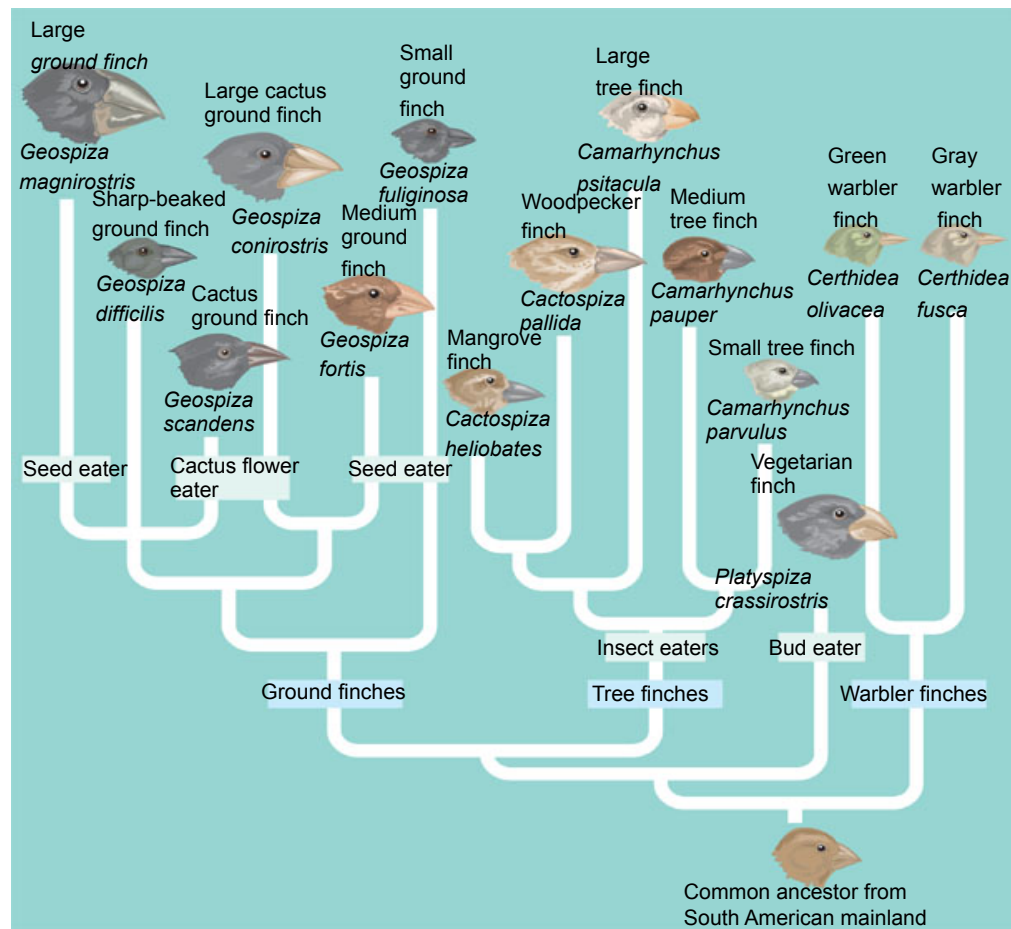 Large
ground finch
Geospiza
magnirostris
Large cactus
ground finch
Geospiza
conirostris
Small
ground
finch
Geospiza
fuliginosa
Large
tree finch
Camarhynchus
psitacula
Green
warbler
finch
Certhidea
olivacea
Gray
warbler
finch
Certhidea
fusca
Sharp-beaked
ground finch
Geospiza
difficilis
Medium
ground
finch
Geospiza
fortis
Woodpecker
finch
Cactospiza
pallida
Medium
tree finch
Camarhynchus
pauper
Cactus
ground finch
Geospiza
scandens
Mangrove
finch
Cactospiza
heliobates
Small tree finch
Camarhynchus
parvulus
Vegetarian
finch
Platyspiza
crassirostris
Seed eater
Cactus flower
eater
Seed eater
Insect eaters
Bud eater
Ground finches
Tree finches
Warbler finches
Common ancestor from
South American mainland